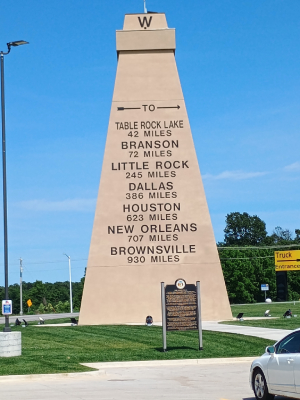 W
TO
TABLE ROCK LAKE
42 MILES
BRANSON
72 MILES
LITTLE ROCK
245 MILES
DALLAS
386 MILES
HOUSTON
623 MILES
NEW ORLEANS
707 MILES
BROWNSVILLE
930 MILES
Truck
Entrance